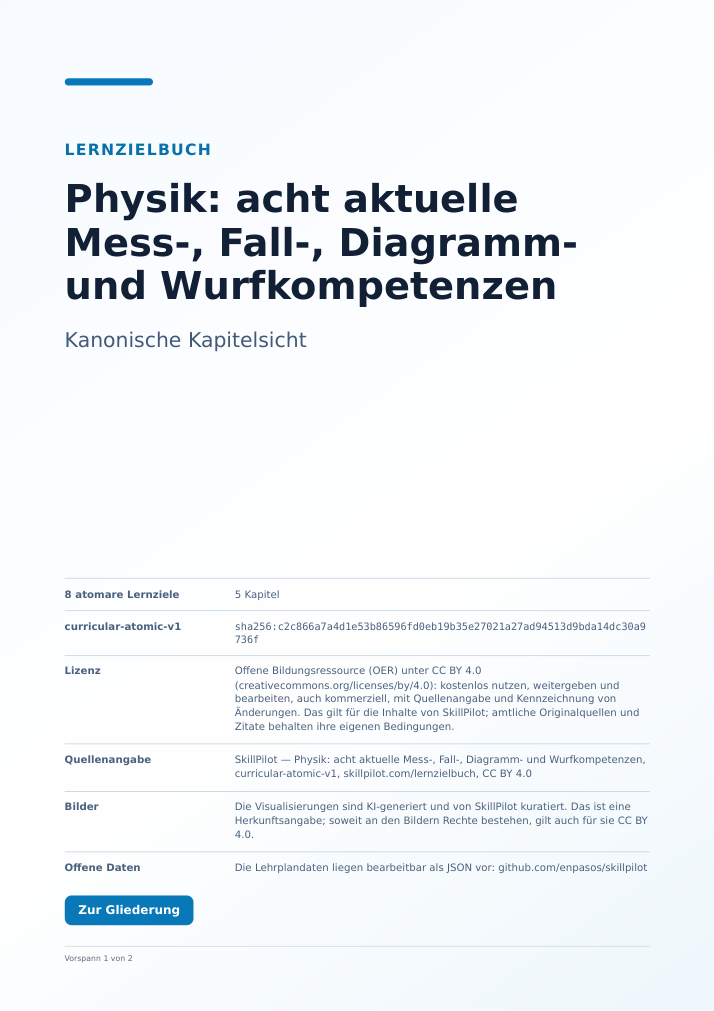 LERNZIELBUCH
Physik: acht aktuelle
Mess-, Fall-, Diagramm-
und Wurfkompetenzen
Kanonische Kapitelsicht
8 atomare Lernziele
5 Kapitel
curricular-atomic-v1
sha256:c2c866a7a4d1e53b86596fd0eb19b35e27021a27ad94513d9bda14dc30a9
736f
Lizenz
Offene Bildungsressource (OER) unter CC BY 4.0
(creativecommons.org/licenses/by/4.0): kostenlos nutzen, weitergeben und
bearbeiten, auch kommerziell, mit Quellenangabe und Kennzeichnung von
Änderungen. Das gilt für die Inhalte von SkillPilot; amtliche Originalquellen und
Zitate behalten ihre eigenen Bedingungen.
Quellenangabe
SkillPilot — Physik: acht aktuelle Mess-, Fall-, Diagramm- und Wurfkompetenzen,
curricular-atomic-v1, skillpilot.com/lernzielbuch, CC BY 4.0
Bilder
Die Visualisierungen sind KI-generiert und von SkillPilot kuratiert. Das ist eine
Herkunftsangabe; soweit an den Bildern Rechte bestehen, gilt auch für sie CC BY
4.0.
Offene Daten
Die Lehrplandaten liegen bearbeitbar als JSON vor: github.com/enpasos/skillpilot
Zur Gliederung
Vorspann 1 von 2